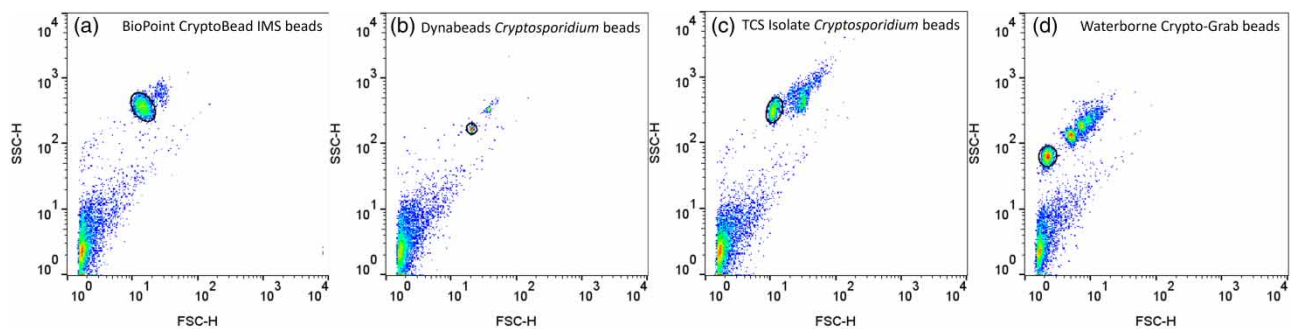 (a) BioPoint CryptoBead IMS beads
10⁴
10³
10²
10¹
10⁰
SSC-H
10⁰ 10¹ 10² 10³ 10⁴
FSC-H
(b) Dynabeads Cryptosporidium beads
10⁴
10³
10²
10¹
10⁰
SSC-H
10⁰ 10¹ 10² 10³ 10⁴
FSC-H
(c) TCS Isolate Cryptosporidium beads
10⁴
10³
10²
10¹
10⁰
SSC-H
10⁰ 10¹ 10² 10³ 10⁴
FSC-H
(d) Waterborne Crypto-Grab beads
10⁴
10³
10²
10¹
10⁰
SSC-H
10⁰ 10¹ 10² 10³ 10⁴
FSC-H